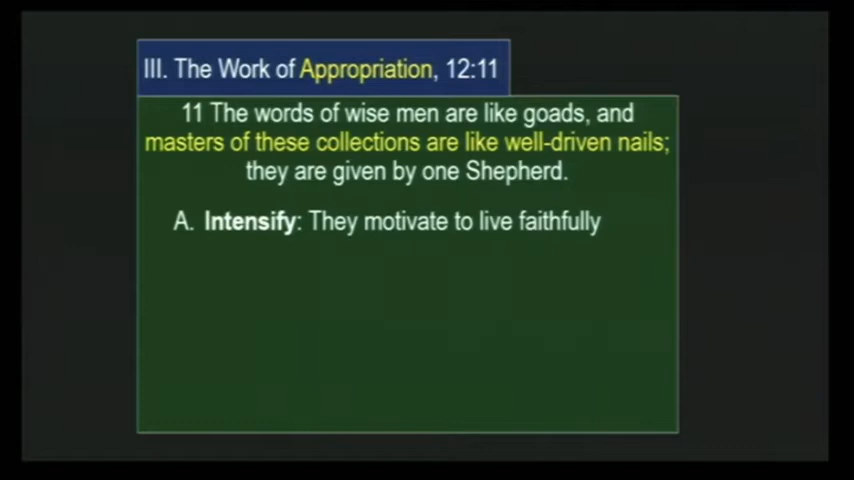 III. The Work of Appropriation, 12:11
11 The words of wise men are like goads, and
masters of these collections are like well-driven nails;
they are given by one Shepherd.
A. Intensify: They motivate to live faithfully